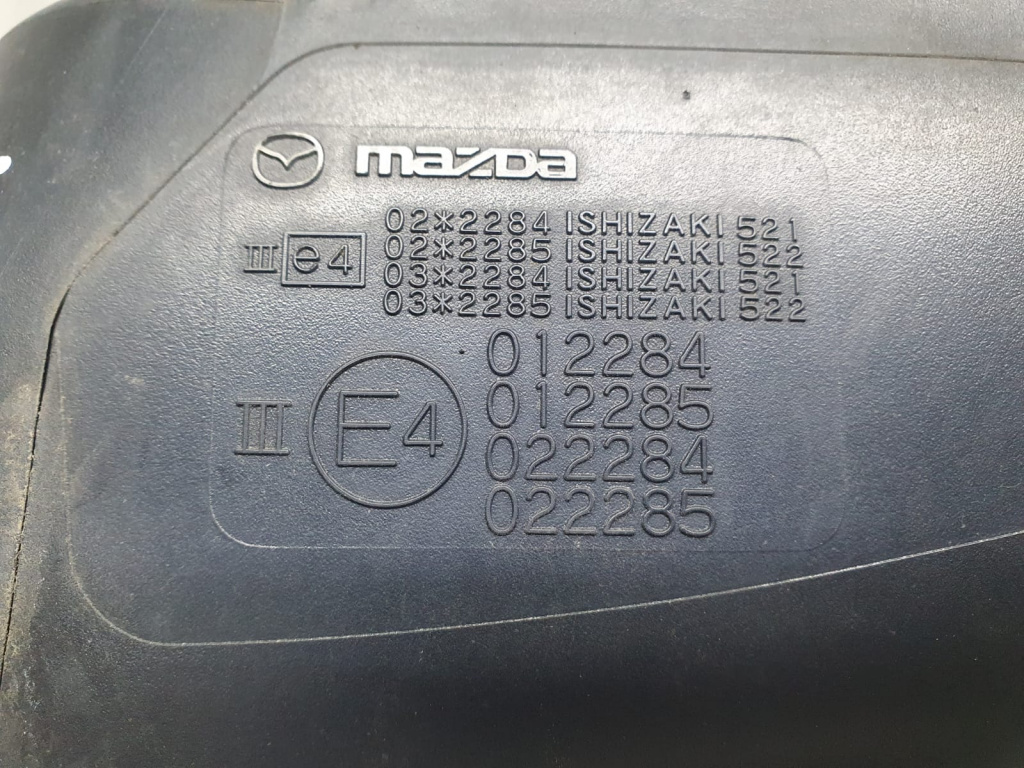 mazda
02*2284 ISHIZAKI 521
02*2285 ISHIZAKI 522
III e4
03*2284 ISHIZAKI 521
03*2285 ISHIZAKI 522
012284
012285
III E4
022284
022285